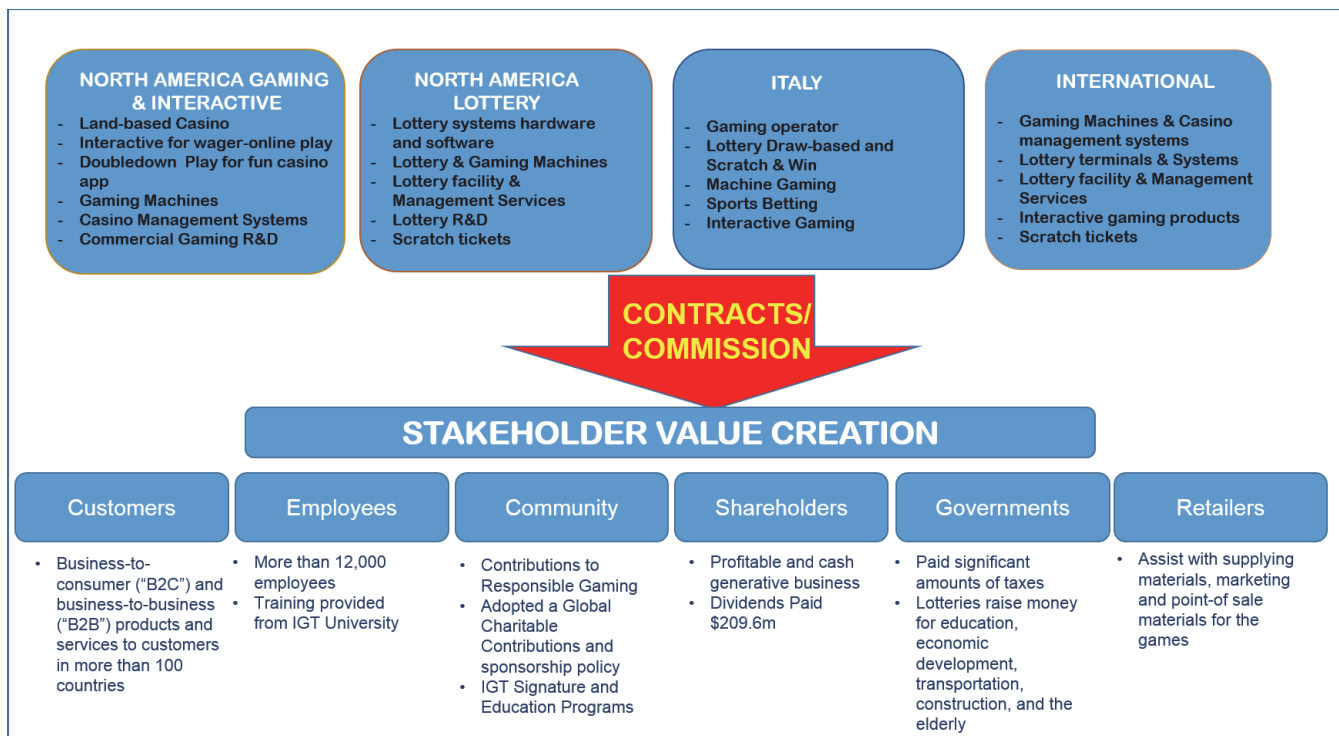 NORTH AMERICA GAMING
& INTERACTIVE
- Land-based Casino
- Interactive for wager-online play
- Doubledown Play for fun casino
app
- Gaming Machines
- Casino Management Systems
- Commercial Gaming R&D
NORTH AMERICA
LOTTERY
- Lottery systems hardware
and software
- Lottery & Gaming Machines
- Lottery facility &
Management Services
- Lottery R&D
- Scratch tickets
ITALY
- Gaming operator
- Lottery Draw-based and
Scratch & Win
- Machine Gaming
- Sports Betting
- Interactive Gaming
INTERNATIONAL
- Gaming Machines & Casino
management systems
- Lottery terminals & Systems
- Lottery facility & Management
Services
- Interactive gaming products
- Scratch tickets
CONTRACTS/
COMMISSION
STAKEHOLDER VALUE CREATION
Customers
• Business-to-
consumer (“B2C”) and
business-to-business
(“B2B”) products and
services to customers
in more than 100
countries
Employees
• More than 12,000
employees
• Training provided
from IGT University
Community
• Contributions to
Responsible Gaming
• Adopted a Global
Charitable
Contributions and
sponsorship policy
• IGT Signature and
Education Programs
Shareholders
• Profitable and cash
generative business
• Dividends Paid
$209.6m
Governments
• Paid significant
amounts of taxes
• Lotteries raise money
for education,
economic
development,
transportation,
construction, and the
elderly
Retailers
• Assist with supplying
materials, marketing
and point-of sale
materials for the
games